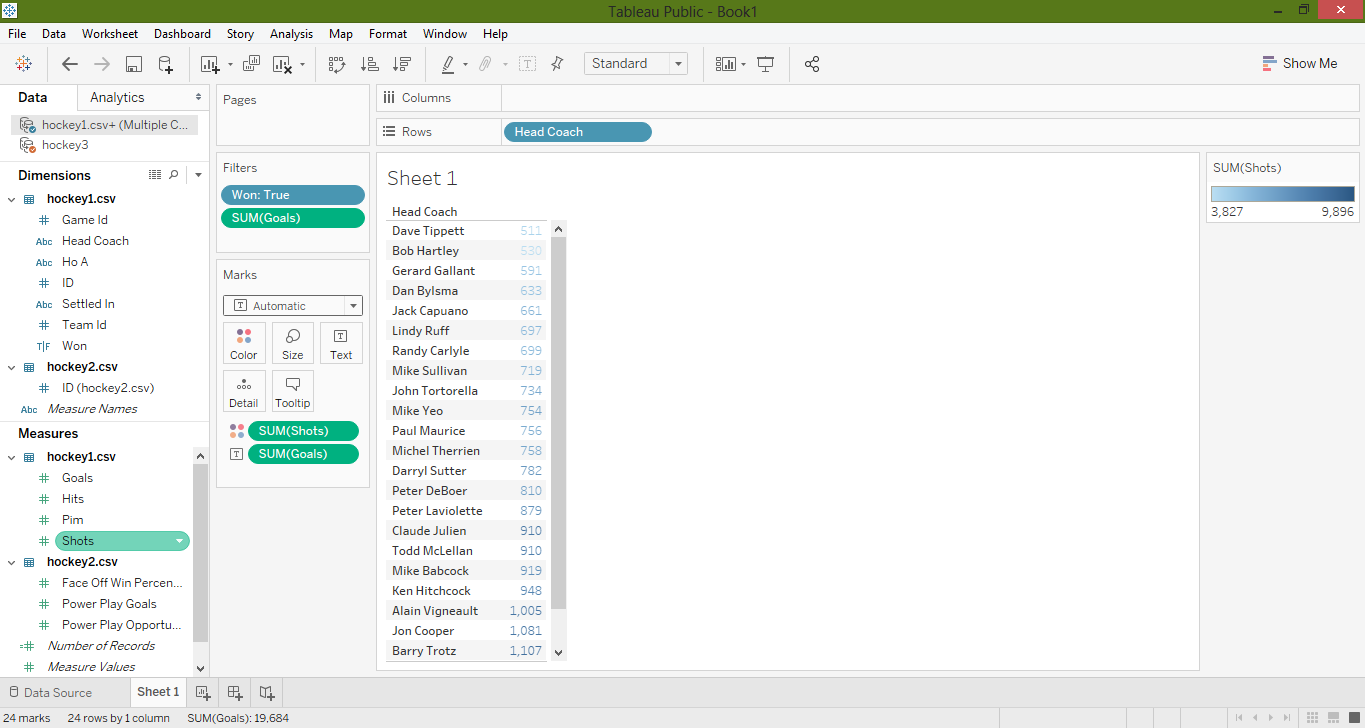 Tableau Public - Book1
File Data Worksheet Dashboard Story Analysis Map Format Window Help
Standard
Show Me
Data Analytics
hockey1.csv+ (Multiple C...
hockey3
Dimensions
hockey1.csv
# Game Id
Abc Head Coach
Abc Ho A
# ID
Abc Settled In
# Team Id
T|F Won
hockey2.csv
# ID (hockey2.csv)
Abc Measure Names
Measures
hockey1.csv
# Goals
# Hits
# Pim
# Shots
hockey2.csv
# Face Off Win Percen...
# Power Play Goals
# Power Play Opportu...
=# Number of Records
# Measure Values
Pages
Filters
Won: True
SUM(Goals)
Marks
T Automatic
Color Size Text
Detail Tooltip
SUM(Shots)
T SUM(Goals)
Columns
Rows Head Coach
Sheet 1
Head Coach
Dave Tippett 511
Bob Hartley 530
Gerard Gallant 591
Dan Bylsma 633
Jack Capuano 661
Lindy Ruff 697
Randy Carlyle 699
Mike Sullivan 719
John Tortorella 734
Mike Yeo 754
Paul Maurice 756
Michel Therrien 758
Darryl Sutter 782
Peter DeBoer 810
Peter Laviolette 879
Claude Julien 910
Todd McLellan 910
Mike Babcock 919
Ken Hitchcock 948
Alain Vigneault 1,005
Jon Cooper 1,081
Barry Trotz 1,107
SUM(Shots)
3,827 9,896
Data Source Sheet 1
24 marks 24 rows by 1 column SUM(Goals): 19,684